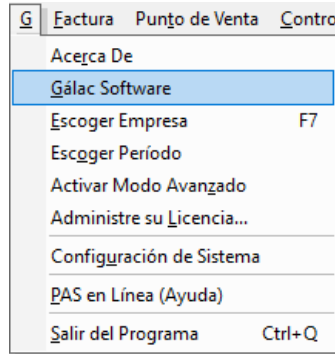 G Factura Punto de Venta Contro
Acerca De
Gálac Software
Escoger Empresa F7
Escoger Período
Activar Modo Avanzado
Administre su Licencia...
Configuración de Sistema
PAS en Línea (Ayuda)
Salir del Programa Ctrl+Q